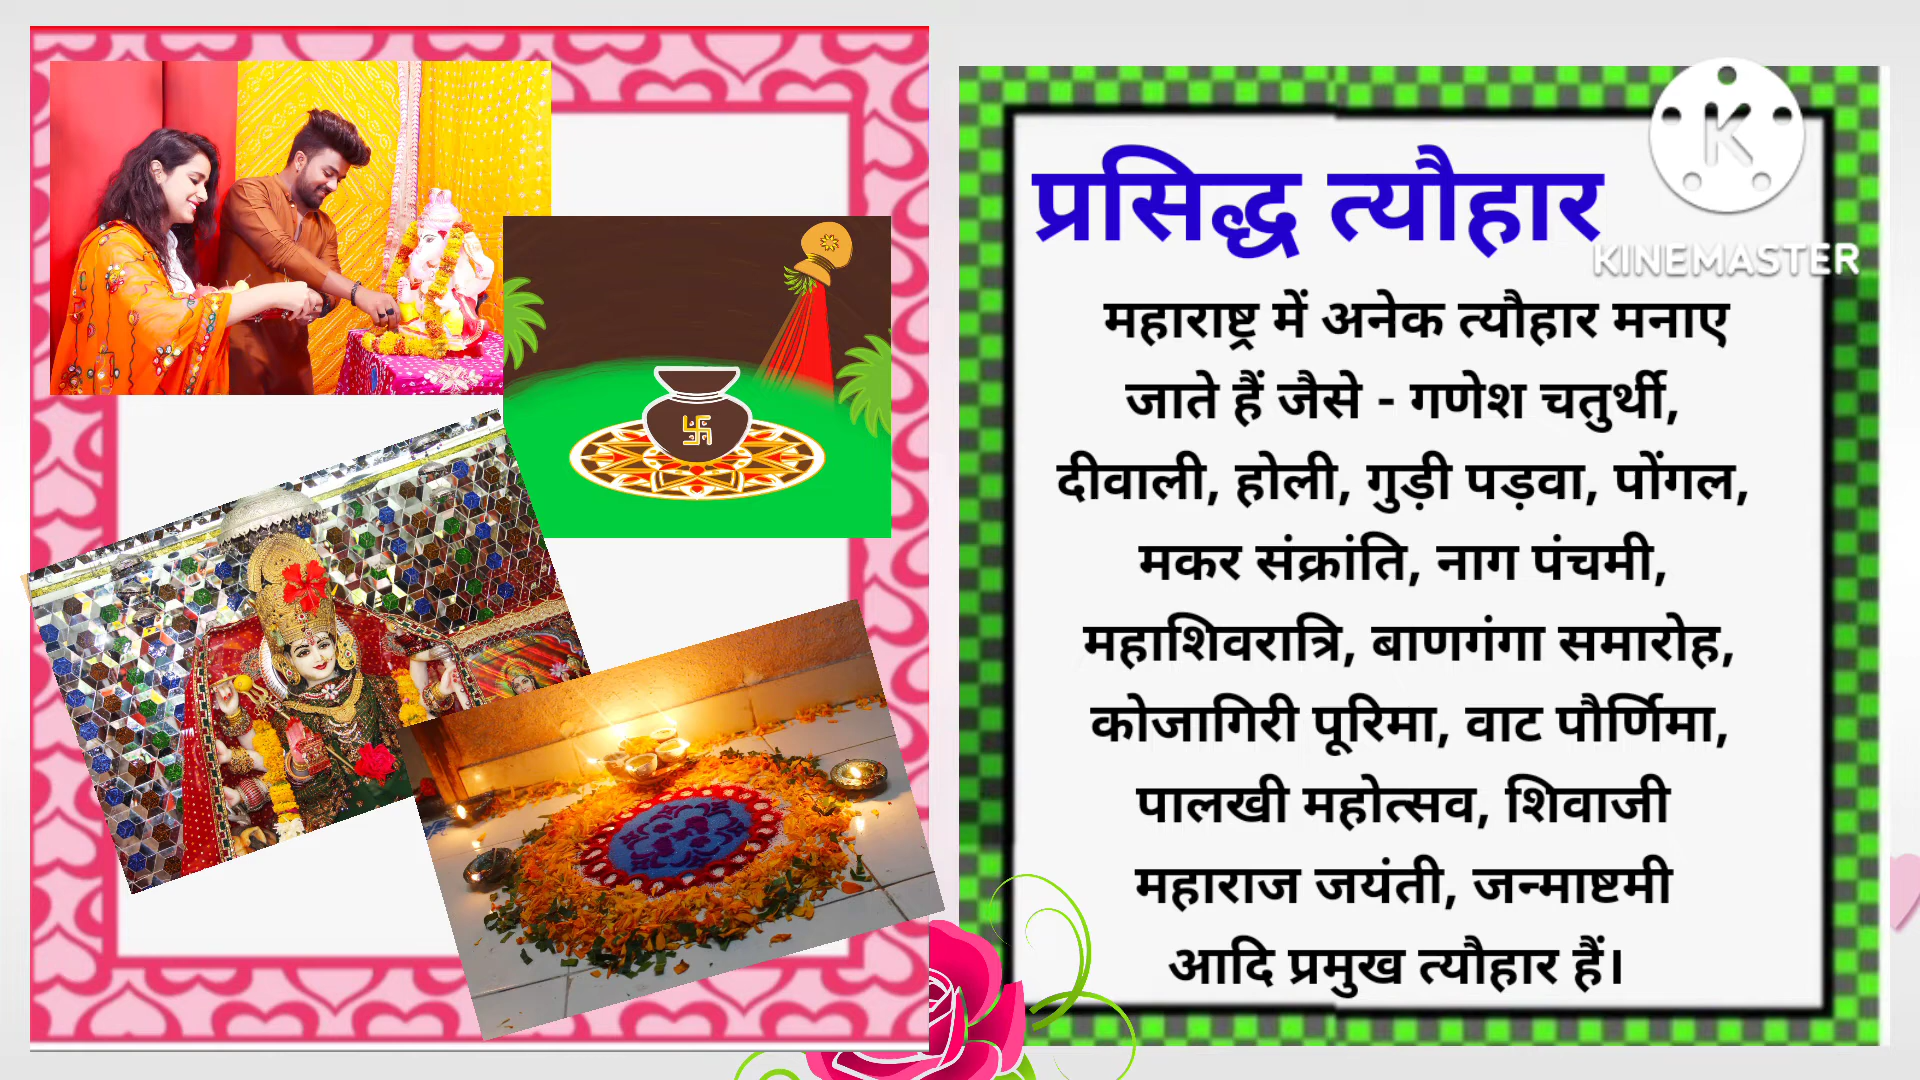 प्रसिद्ध त्यौहार
K
KINEMASTER
महाराष्ट्र में अनेक त्यौहार मनाए
जाते हैं जैसे - गणेश चतुर्थी,
दीवाली, होली, गुड़ी पड़वा, पोंगल,
मकर संक्रांति, नाग पंचमी,
महाशिवरात्रि, बाणगंगा समारोह,
कोजागिरी पूरिमा, वाट पौर्णिमा,
पालखी महोत्सव, शिवाजी
महाराज जयंती, जन्माष्टमी
आदि प्रमुख त्यौहार हैं।